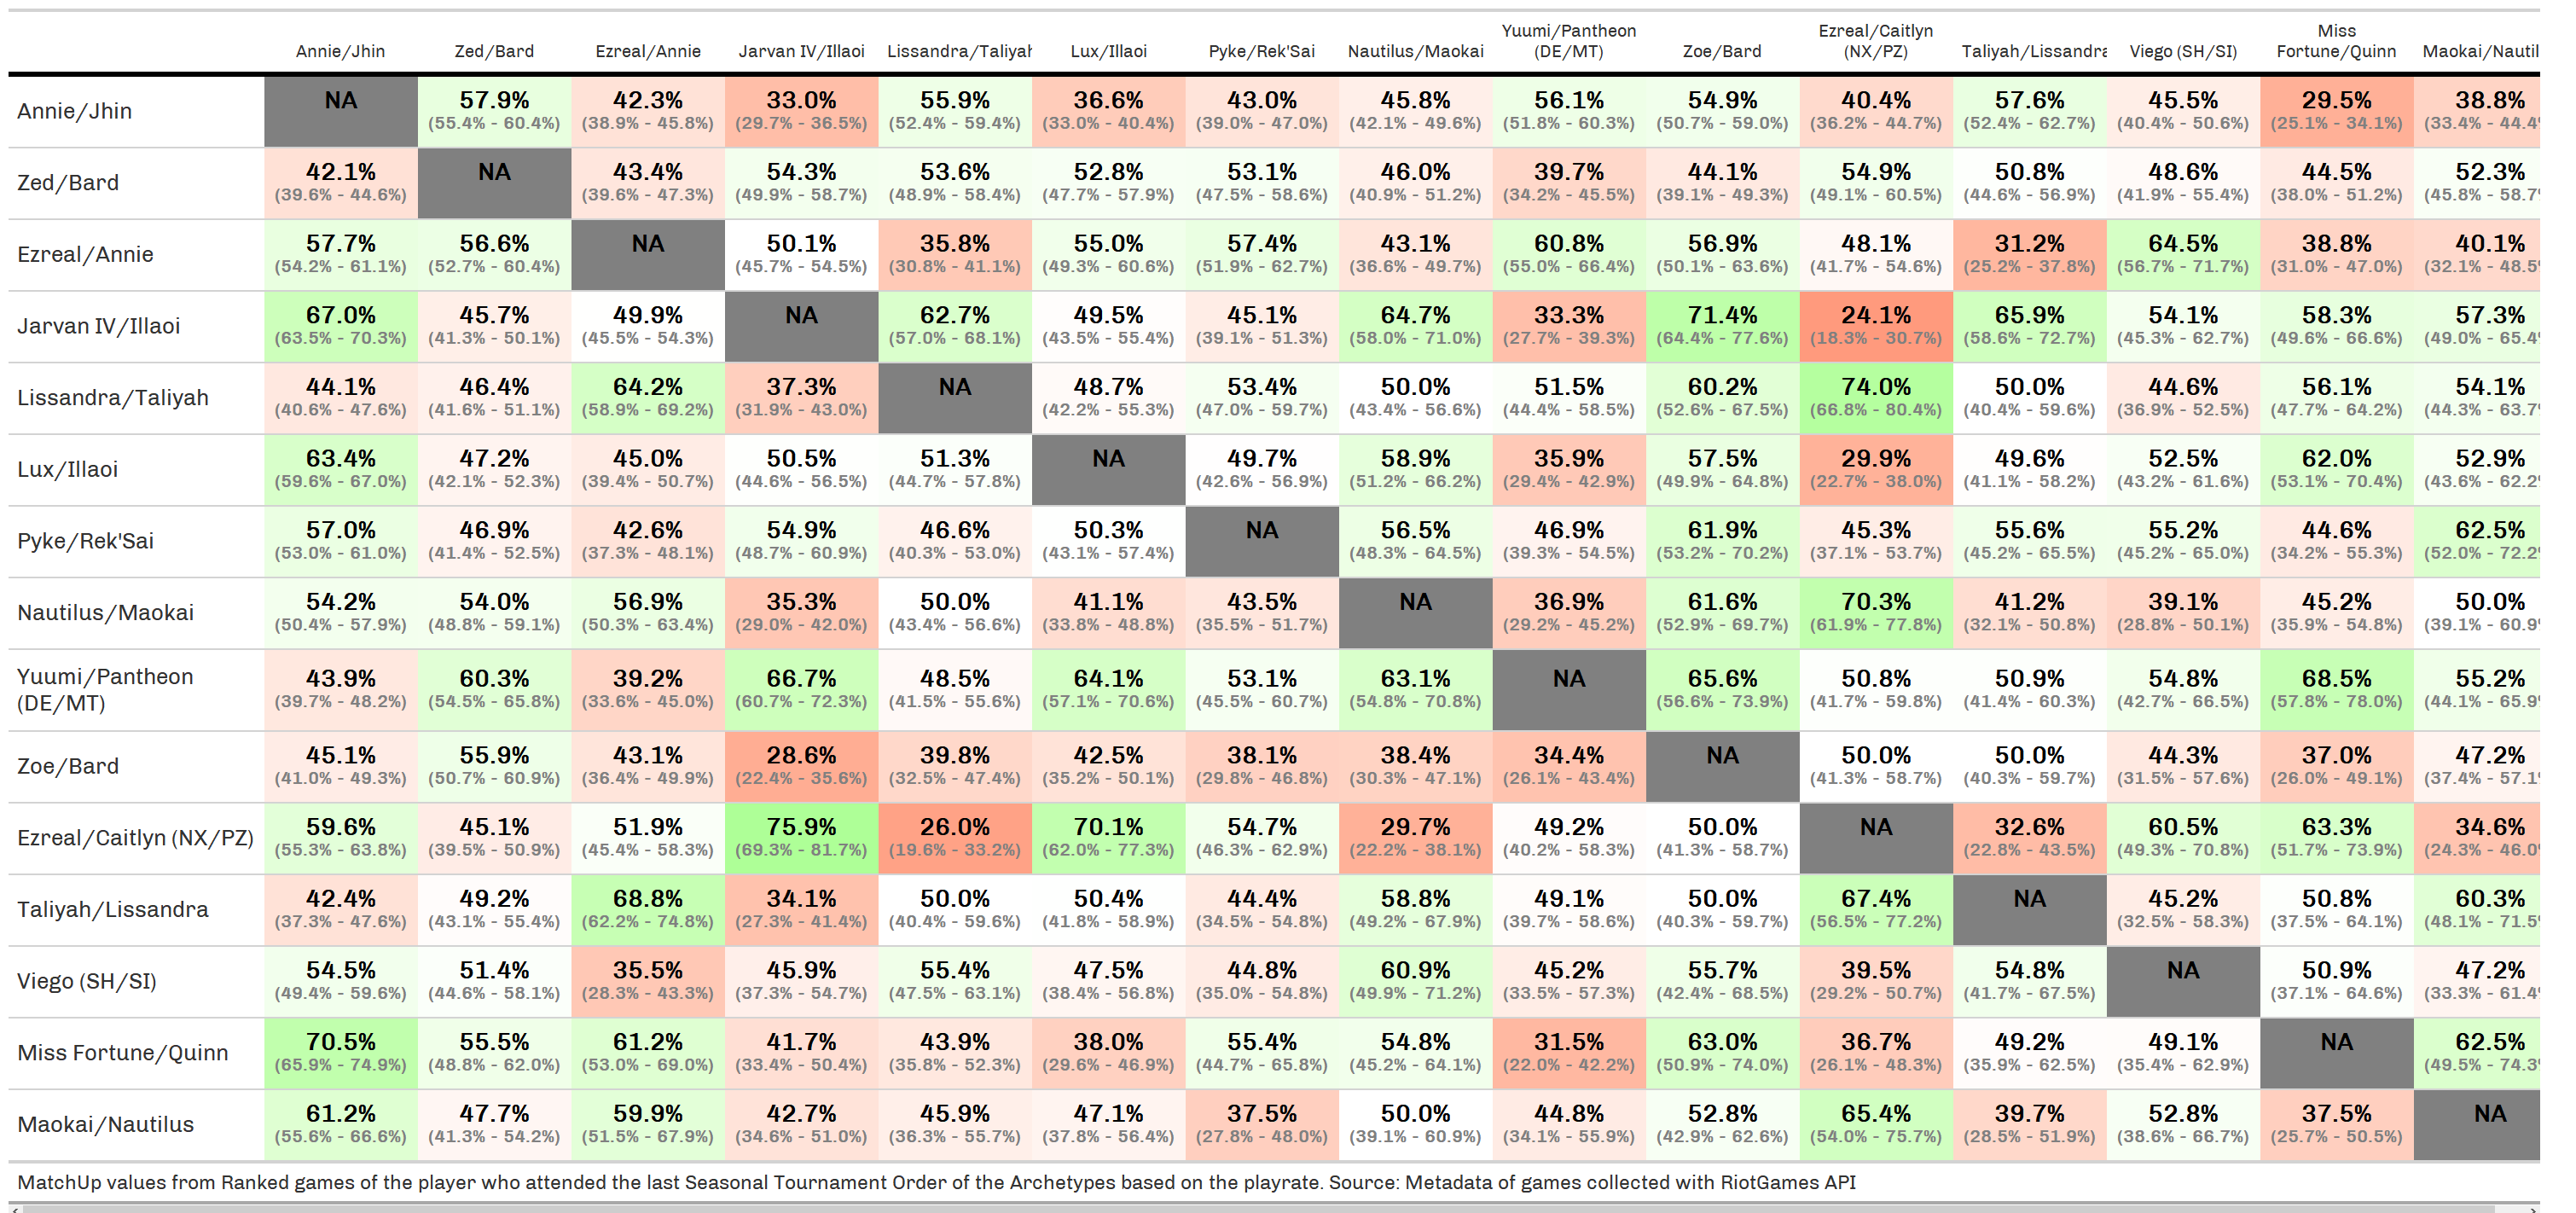 Annie/Jhin Zed/Bard Ezreal/Annie Jarvan IV/Illaoi Lissandra/Taliyah Lux/Illaoi Pyke/Rek'Sai Nautilus/Maokai Yuumi/Pantheon (DE/MT) Zoe/Bard Ezreal/Caitlyn (NX/PZ) Taliyah/Lissandra Viego (SH/SI) Miss Fortune/Quinn Maokai/Nautil
Annie/Jhin NA 57.9% 42.3% 33.0% 55.9% 36.6% 43.0% 45.8% 56.1% 54.9% 40.4% 57.6% 45.5% 29.5% 38.8%
(55.4% - 60.4%) (38.9% - 45.8%) (29.7% - 36.5%) (52.4% - 59.4%) (33.0% - 40.4%) (39.0% - 47.0%) (42.1% - 49.6%) (51.8% - 60.3%) (50.7% - 59.0%) (36.2% - 44.7%) (52.4% - 62.7%) (40.4% - 50.6%) (25.1% - 34.1%) (33.4% - 44.4%
Zed/Bard 42.1% NA 43.4% 54.3% 53.6% 52.8% 53.1% 46.0% 39.7% 44.1% 54.9% 50.8% 48.6% 44.5% 52.3%
(39.6% - 44.6%) (39.6% - 47.3%) (49.9% - 58.7%) (48.9% - 58.4%) (47.7% - 57.9%) (47.5% - 58.6%) (40.9% - 51.2%) (34.2% - 45.5%) (39.1% - 49.3%) (49.1% - 60.5%) (44.6% - 56.9%) (41.9% - 55.4%) (38.0% - 51.2%) (45.8% - 58.7%
Ezreal/Annie 57.7% 56.6% NA 50.1% 35.8% 55.0% 57.4% 43.1% 60.8% 56.9% 48.1% 31.2% 64.5% 38.8% 40.1%
(54.2% - 61.1%) (52.7% - 60.4%) (45.7% - 54.5%) (30.8% - 41.1%) (49.3% - 60.6%) (51.9% - 62.7%) (36.6% - 49.7%) (55.0% - 66.4%) (50.1% - 63.6%) (41.7% - 54.6%) (25.2% - 37.8%) (56.7% - 71.7%) (31.0% - 47.0%) (32.1% - 48.5%
Jarvan IV/Illaoi 67.0% 45.7% 49.9% NA 62.7% 49.5% 45.1% 64.7% 33.3% 71.4% 24.1% 65.9% 54.1% 58.3% 57.3%
(63.5% - 70.3%) (41.3% - 50.1%) (45.5% - 54.3%) (57.0% - 68.1%) (43.5% - 55.4%) (39.1% - 51.3%) (58.0% - 71.0%) (27.7% - 39.3%) (64.4% - 77.6%) (18.3% - 30.7%) (58.6% - 72.7%) (45.3% - 62.7%) (49.6% - 66.6%) (49.0% - 65.4%
Lissandra/Taliyah 44.1% 46.4% 64.2% 37.3% NA 48.7% 53.4% 50.0% 51.5% 60.2% 74.0% 50.0% 44.6% 56.1% 54.1%
(40.6% - 47.6%) (41.6% - 51.1%) (58.9% - 69.2%) (31.9% - 43.0%) (42.2% - 55.3%) (47.0% - 59.7%) (43.4% - 56.6%) (44.4% - 58.5%) (52.6% - 67.5%) (66.8% - 80.4%) (40.4% - 59.6%) (36.9% - 52.5%) (47.7% - 64.2%) (44.3% - 63.7%
Lux/Illaoi 63.4% 47.2% 45.0% 50.5% 51.3% NA 49.7% 58.9% 35.9% 57.5% 29.9% 49.6% 52.5% 62.0% 52.9%
(59.6% - 67.0%) (42.1% - 52.3%) (39.4% - 50.7%) (44.6% - 56.5%) (44.7% - 57.8%) (42.6% - 56.9%) (51.2% - 66.2%) (29.4% - 42.9%) (49.9% - 64.8%) (22.7% - 38.0%) (41.1% - 58.2%) (43.2% - 61.6%) (53.1% - 70.4%) (43.6% - 62.2%
Pyke/Rek'Sai 57.0% 46.9% 42.6% 54.9% 46.6% 50.3% NA 56.5% 46.9% 61.9% 45.3% 55.6% 55.2% 44.6% 62.5%
(53.0% - 61.0%) (41.4% - 52.5%) (37.3% - 48.1%) (48.7% - 60.9%) (40.3% - 53.0%) (43.1% - 57.4%) (48.3% - 64.5%) (39.3% - 54.5%) (53.2% - 70.2%) (37.1% - 53.7%) (45.2% - 65.5%) (45.2% - 65.0%) (34.2% - 55.3%) (52.0% - 72.2%
Nautilus/Maokai 54.2% 54.0% 56.9% 35.3% 50.0% 41.1% 43.5% NA 36.9% 61.6% 70.3% 41.2% 39.1% 45.2% 50.0%
(50.4% - 57.9%) (48.8% - 59.1%) (50.3% - 63.4%) (29.0% - 42.0%) (43.4% - 56.6%) (33.8% - 48.8%) (35.5% - 51.7%) (29.2% - 45.2%) (52.9% - 69.7%) (61.9% - 77.8%) (32.1% - 50.8%) (28.8% - 50.1%) (35.9% - 54.8%) (39.1% - 60.9%
Yuumi/Pantheon (DE/MT) 43.9% 60.3% 39.2% 66.7% 48.5% 64.1% 53.1% 63.1% NA 65.6% 50.8% 50.9% 54.8% 68.5% 55.2%
(39.7% - 48.2%) (54.5% - 65.8%) (33.6% - 45.0%) (60.7% - 72.3%) (41.5% - 55.6%) (57.1% - 70.6%) (45.5% - 60.7%) (54.8% - 70.8%) (56.6% - 73.9%) (41.7% - 59.8%) (41.4% - 60.3%) (42.7% - 66.5%) (57.8% - 78.0%) (44.1% - 65.9%
Zoe/Bard 45.1% 55.9% 43.1% 28.6% 39.8% 42.5% 38.1% 38.4% 34.4% NA 50.0% 50.0% 44.3% 37.0% 47.2%
(41.0% - 49.3%) (50.7% - 60.9%) (36.4% - 49.9%) (22.4% - 35.6%) (32.5% - 47.4%) (35.2% - 50.1%) (29.8% - 46.8%) (30.3% - 47.1%) (26.1% - 43.4%) (41.3% - 58.7%) (40.3% - 59.7%) (31.5% - 57.6%) (26.0% - 49.1%) (37.4% - 57.1%
Ezreal/Caitlyn (NX/PZ) 59.6% 45.1% 51.9% 75.9% 26.0% 70.1% 54.7% 29.7% 49.2% 50.0% NA 32.6% 60.5% 63.3% 34.6%
(55.3% - 63.8%) (39.5% - 50.9%) (45.4% - 58.3%) (69.3% - 81.7%) (19.6% - 33.2%) (62.0% - 77.3%) (46.3% - 62.9%) (22.2% - 38.1%) (40.2% - 58.3%) (41.3% - 58.7%) (22.8% - 43.5%) (49.3% - 70.8%) (51.7% - 73.9%) (24.3% - 46.0%
Taliyah/Lissandra 42.4% 49.2% 68.8% 34.1% 50.0% 50.4% 44.4% 58.8% 49.1% 50.0% 67.4% NA 45.2% 50.8% 60.3%
(37.3% - 47.6%) (43.1% - 55.4%) (62.2% - 74.8%) (27.3% - 41.4%) (40.4% - 59.6%) (41.8% - 58.9%) (34.5% - 54.8%) (49.2% - 67.9%) (39.7% - 58.6%) (40.3% - 59.7%) (56.5% - 77.2%) (32.5% - 58.3%) (37.5% - 64.1%) (48.1% - 71.5%
Viego (SH/SI) 54.5% 51.4% 35.5% 45.9% 55.4% 47.5% 44.8% 60.9% 45.2% 55.7% 39.5% 54.8% NA 50.9% 47.2%
(49.4% - 59.6%) (44.6% - 58.1%) (28.3% - 43.3%) (37.3% - 54.7%) (47.5% - 63.1%) (38.4% - 56.8%) (35.0% - 54.8%) (49.9% - 71.2%) (33.5% - 57.3%) (42.4% - 68.5%) (29.2% - 50.7%) (41.7% - 67.5%) (37.1% - 64.6%) (33.3% - 61.4%
Miss Fortune/Quinn 70.5% 55.5% 61.2% 41.7% 43.9% 38.0% 55.4% 54.8% 31.5% 63.0% 36.7% 49.2% 49.1% NA 62.5%
(65.9% - 74.9%) (48.8% - 62.0%) (53.0% - 69.0%) (33.4% - 50.4%) (35.8% - 52.3%) (29.6% - 46.9%) (44.7% - 65.8%) (45.2% - 64.1%) (22.0% - 42.2%) (50.9% - 74.0%) (26.1% - 48.3%) (35.9% - 62.5%) (35.4% - 62.9%) (49.5% - 74.3%
Maokai/Nautilus 61.2% 47.7% 59.9% 42.7% 45.9% 47.1% 37.5% 50.0% 44.8% 52.8% 65.4% 39.7% 52.8% 37.5% NA
(55.6% - 66.6%) (41.3% - 54.2%) (51.5% - 67.9%) (34.6% - 51.0%) (36.3% - 55.7%) (37.8% - 56.4%) (27.8% - 48.0%) (39.1% - 60.9%) (34.1% - 55.9%) (42.9% - 62.6%) (54.0% - 75.7%) (28.5% - 51.9%) (38.6% - 66.7%) (25.7% - 50.5%)
MatchUp values from Ranked games of the player who attended the last Seasonal Tournament Order of the Archetypes based on the playrate. Source: Metadata of games collected with RiotGames API